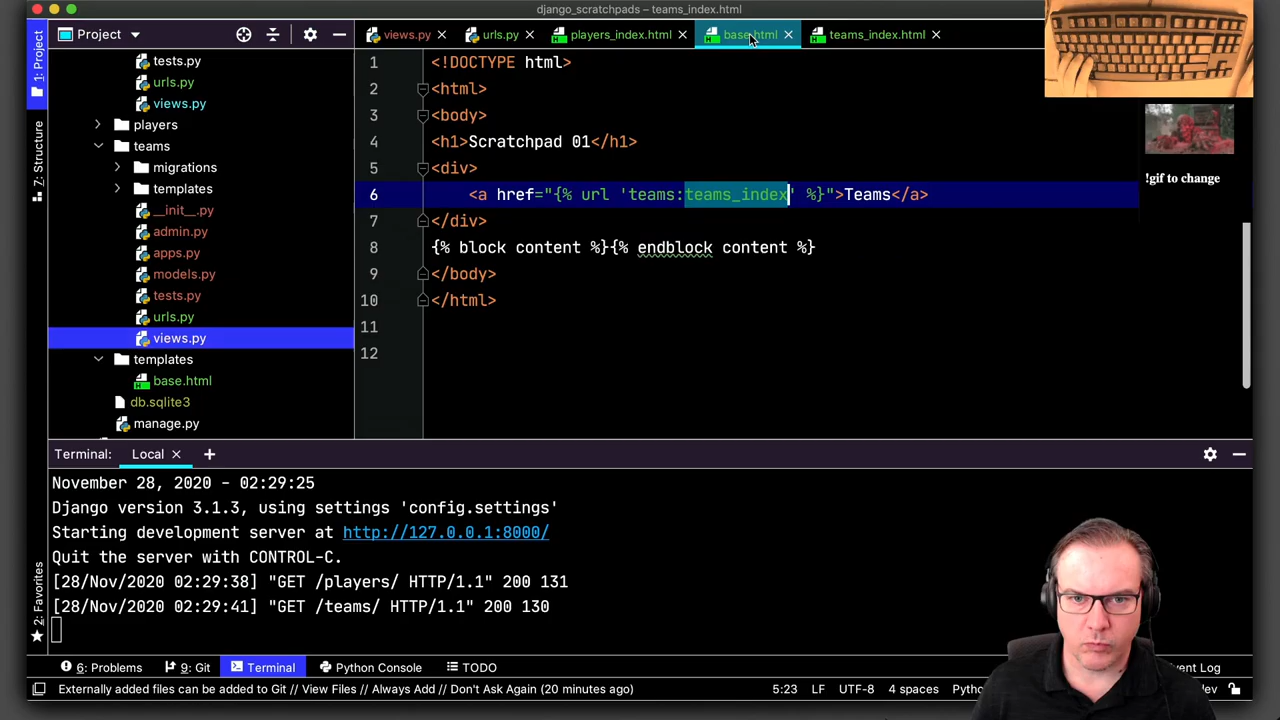 django_scratchpads – teams_index.html
Project
views.py
urls.py
players_index.html
base.html
teams_index.html
1: Project
7: Structure
2: Favorites
tests.py
urls.py
views.py
players
teams
migrations
templates
__init__.py
admin.py
apps.py
models.py
tests.py
urls.py
views.py
templates
base.html
db.sqlite3
manage.py
1 <!DOCTYPE html>
2 <html>
3 <body>
4 <h1>Scratchpad 01</h1>
5 <div>
6 <a href="{% url 'teams:teams_index' %}">Teams</a>
7 </div>
8 {% block content %}{% endblock content %}
9 </body>
10 </html>
11
12
!gif to change
Terminal: Local +
November 28, 2020 - 02:29:25
Django version 3.1.3, using settings 'config.settings'
Starting development server at http://127.0.0.1:8000/
Quit the server with CONTROL-C.
[28/Nov/2020 02:29:38] "GET /players/ HTTP/1.1" 200 131
[28/Nov/2020 02:29:41] "GET /teams/ HTTP/1.1" 200 130
6: Problems
9: Git
Terminal
Python Console
TODO
vent Log
Externally added files can be added to Git // View Files // Always Add // Don't Ask Again (20 minutes ago)
5:23
LF
UTF-8
4 spaces